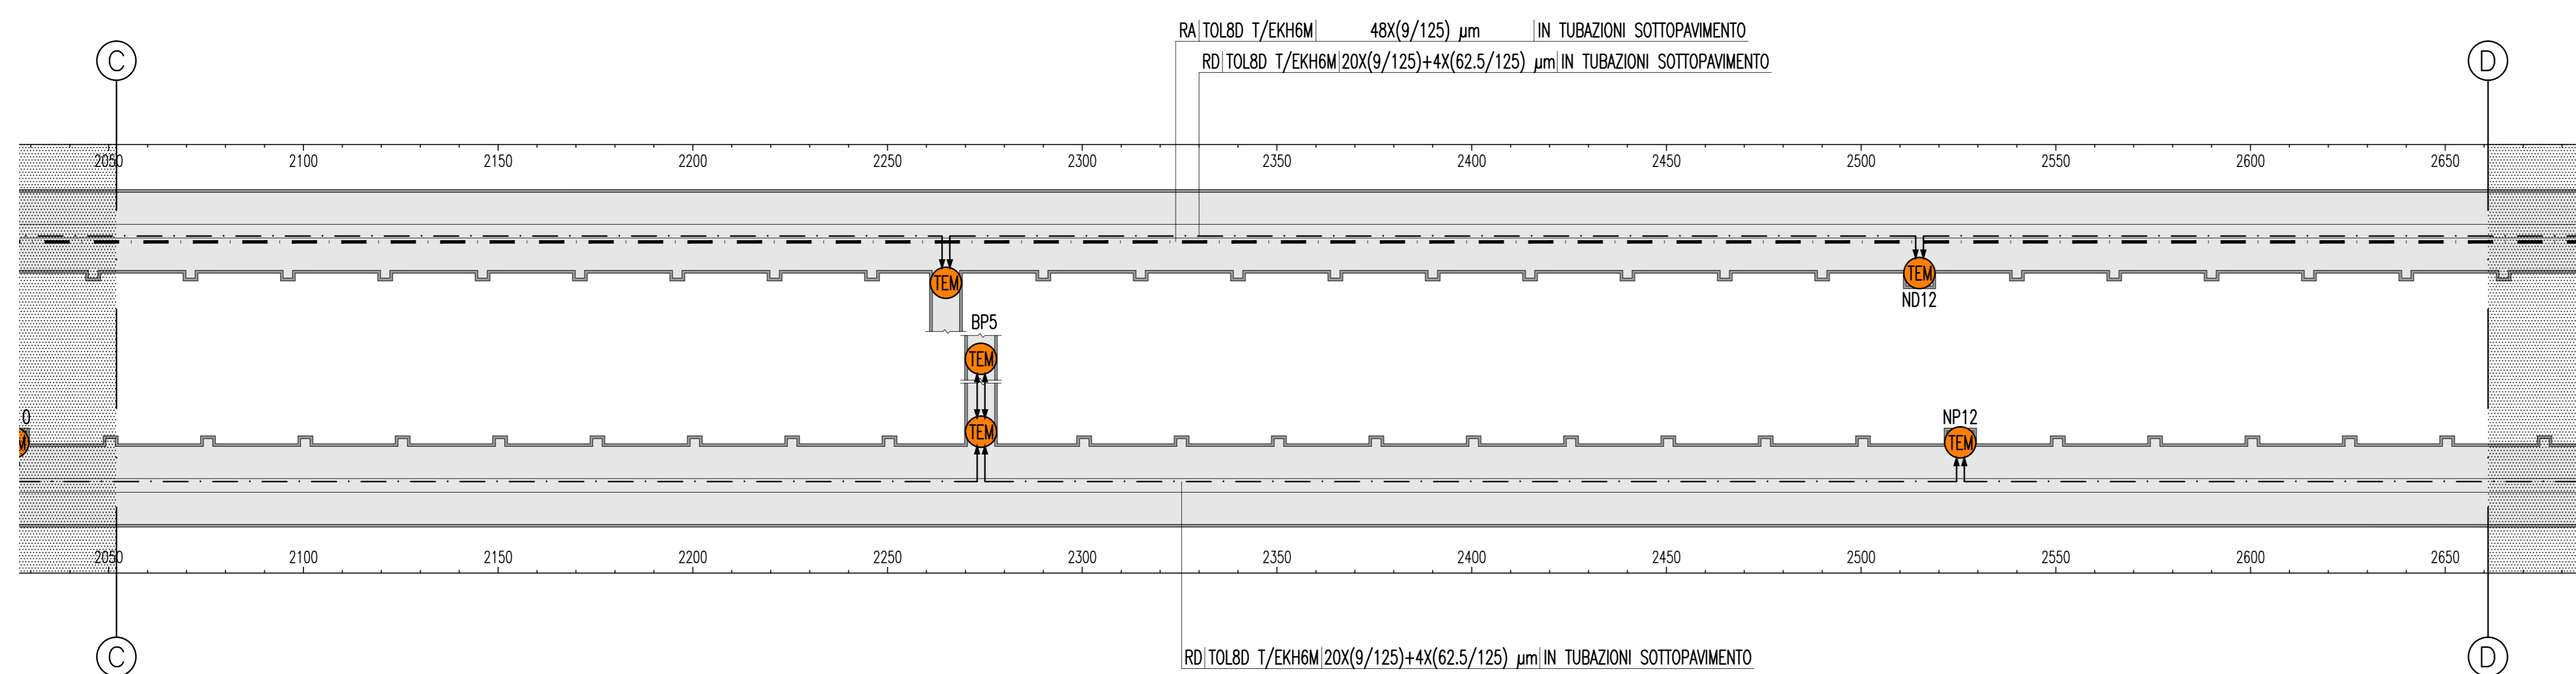 RA TOL8D T/EKH6M 48X(9/125) µm IN TUBAZIONI SOTTOPAVIMENTO
RD TOL8D T/EKH6M 20X(9/125)+4X(62.5/125) µm IN TUBAZIONI SOTTOPAVIMENTO
C
D
2050 2100 2150 2200 2250 2300 2350 2400 2450 2500 2550 2600 2650
TEM
TEM
ND12
BP5
TEM
NP12
TEM
TEM
2050 2100 2150 2200 2250 2300 2350 2400 2450 2500 2550 2600 2650
C
D
RD TOL8D T/EKH6M 20X(9/125)+4X(62.5/125) µm IN TUBAZIONI SOTTOPAVIMENTO